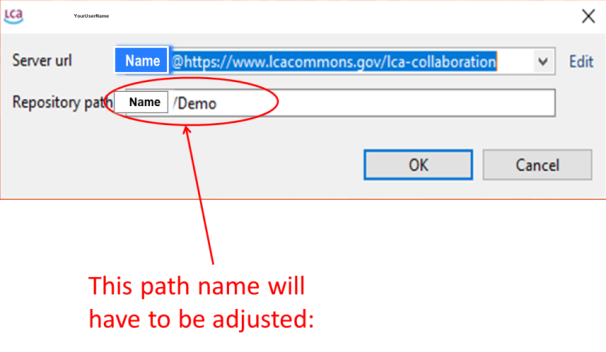 LCA YourUserName
Server url Name @https://www.lcacommons.gov/lca-collaboration Edit
Repository path Name /Demo
OK Cancel
This path name will
have to be adjusted: